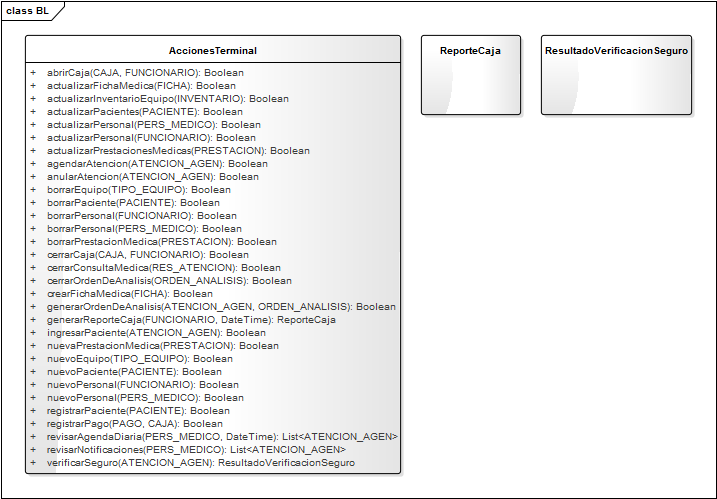 class BL
AccionesTerminal
+ abrirCaja(CAJA, FUNCIONARIO): Boolean
+ actualizarFichaMedica(FICHA): Boolean
+ actualizarInventarioEquipo(INVENTARIO): Boolean
+ actualizarPacientes(PACIENTE): Boolean
+ actualizarPersonal(PERS_MEDICO): Boolean
+ actualizarPersonal(FUNCIONARIO): Boolean
+ actualizarPrestacionesMedicas(PRESTACION): Boolean
+ agendarAtencion(ATENCION_AGEN): Boolean
+ anularAtencion(ATENCION_AGEN): Boolean
+ borrarEquipo(TIPO_EQUIPO): Boolean
+ borrarPaciente(PACIENTE): Boolean
+ borrarPersonal(FUNCIONARIO): Boolean
+ borrarPersonal(PERS_MEDICO): Boolean
+ borrarPrestacionMedica(PRESTACION): Boolean
+ cerrarCaja(CAJA, FUNCIONARIO): Boolean
+ cerrarConsultaMedica(RES_ATENCION): Boolean
+ cerrarOrdenDeAnalisis(ORDEN_ANALISIS): Boolean
+ crearFichaMedica(FICHA): Boolean
+ generarOrdenDeAnalisis(ATENCION_AGEN, ORDEN_ANALISIS): Boolean
+ generarReporteCaja(FUNCIONARIO, DateTime): ReporteCaja
+ ingresarPaciente(ATENCION_AGEN): Boolean
+ nuevaPrestacionMedica(PRESTACION): Boolean
+ nuevoEquipo(TIPO_EQUIPO): Boolean
+ nuevoPaciente(PACIENTE): Boolean
+ nuevoPersonal(FUNCIONARIO): Boolean
+ nuevoPersonal(PERS_MEDICO): Boolean
+ registrarPaciente(PACIENTE): Boolean
+ registrarPago(PAGO, CAJA): Boolean
+ revisarAgendaDiaria(PERS_MEDICO, DateTime): List<ATENCION_AGEN>
+ revisarNotificaciones(PERS_MEDICO): List<ATENCION_AGEN>
+ verificarSeguro(ATENCION_AGEN): ResultadoVerificacionSeguro
ReporteCaja
ResultadoVerificacionSeguro